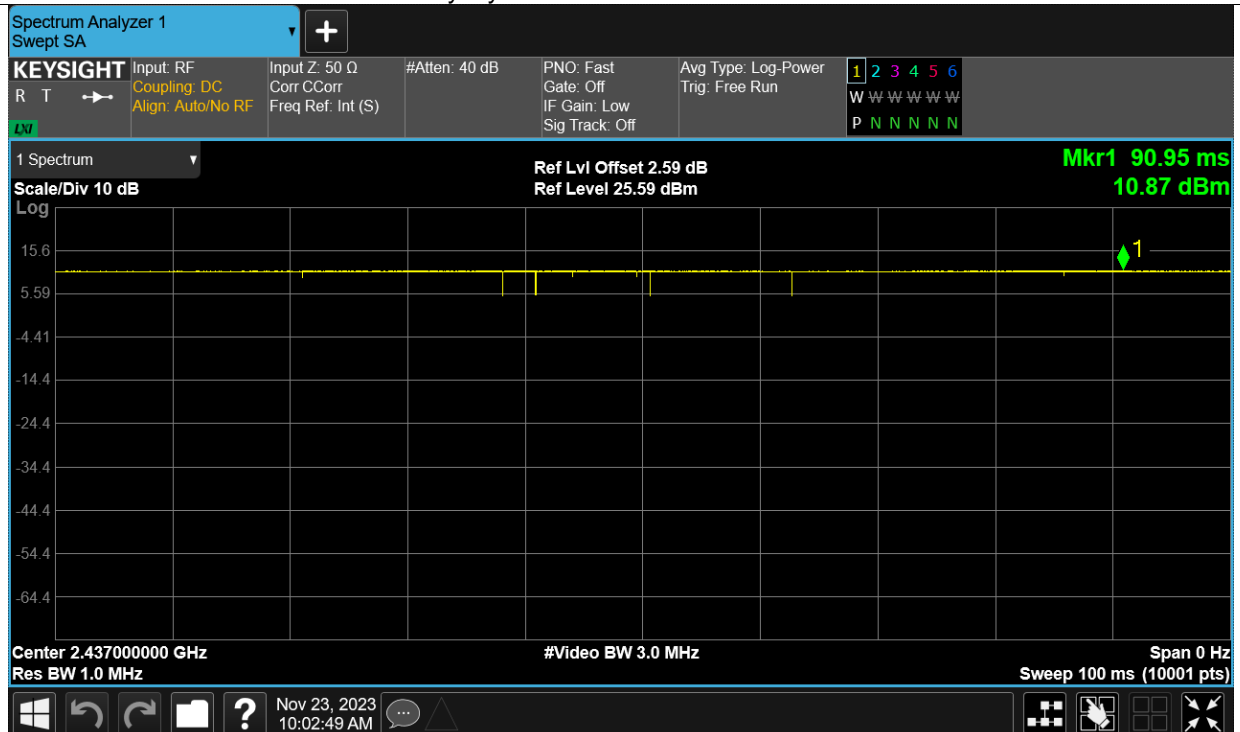 Spectrum Analyzer 1
Swept SA
+
KEYSIGHT
R T
LXI
Input: RF
Coupling: DC
Align: Auto/No RF
Input Z: 50 Ω
Corr CCorr
Freq Ref: Int (S)
#Atten: 40 dB
PNO: Fast
Gate: Off
IF Gain: Low
Sig Track: Off
Avg Type: Log-Power
Trig: Free Run
1 2 3 4 5 6
W W W W W W
P N N N N N
1 Spectrum
Scale/Div 10 dB
Log
Ref Lvl Offset 2.59 dB
Ref Level 25.59 dBm
Mkr1 90.95 ms
10.87 dBm
1
15.6
5.59
-4.41
-14.4
-24.4
-34.4
-44.4
-54.4
-64.4
Center 2.437000000 GHz
Res BW 1.0 MHz
#Video BW 3.0 MHz
Span 0 Hz
Sweep 100 ms (10001 pts)
?
Nov 23, 2023
10:02:49 AM